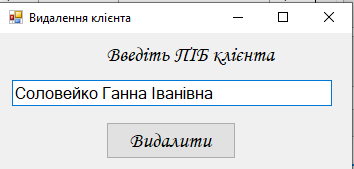 Видалення клієнта
Введіть ПІБ клієнта
Соловейко Ганна Іванівна
Видалити